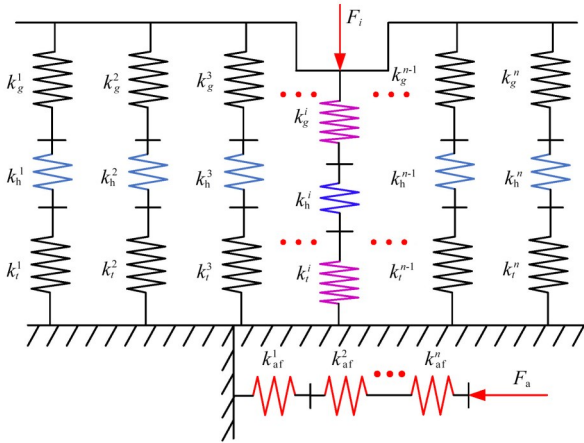 F_i
k_g^1 k_g^2 k_g^3 k_g^i k_g^{n-1} k_g^n
k_h^1 k_h^2 k_h^3 k_h^i k_h^{n-1} k_h^n
k_t^1 k_t^2 k_t^3 k_t^i k_t^{n-1} k_t^n
k_af^1 k_af^2 k_af^n F_a